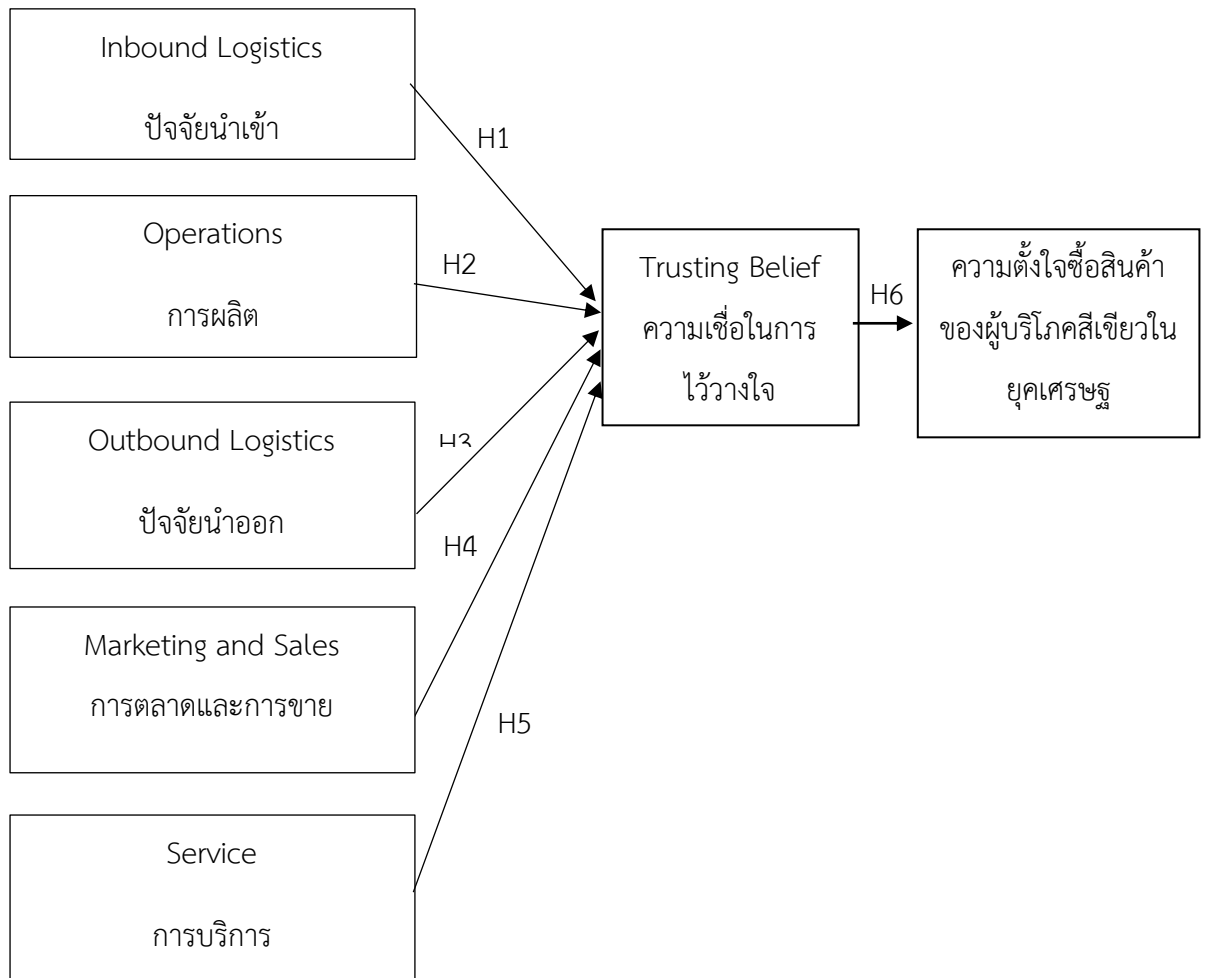 Inbound Logistics
ปัจจัยนำเข้า
H1
Operations
การผลิต
H2
Trusting Belief
ความเชื่อในการ
ไว้วางใจ
H6
ความตั้งใจซื้อสินค้า
ของผู้บริโภคสีเขียวใน
ยุคเศรษฐ
Outbound Logistics
ปัจจัยนำออก
H3
H4
Marketing and Sales
การตลาดและการขาย
H5
Service
การบริการ